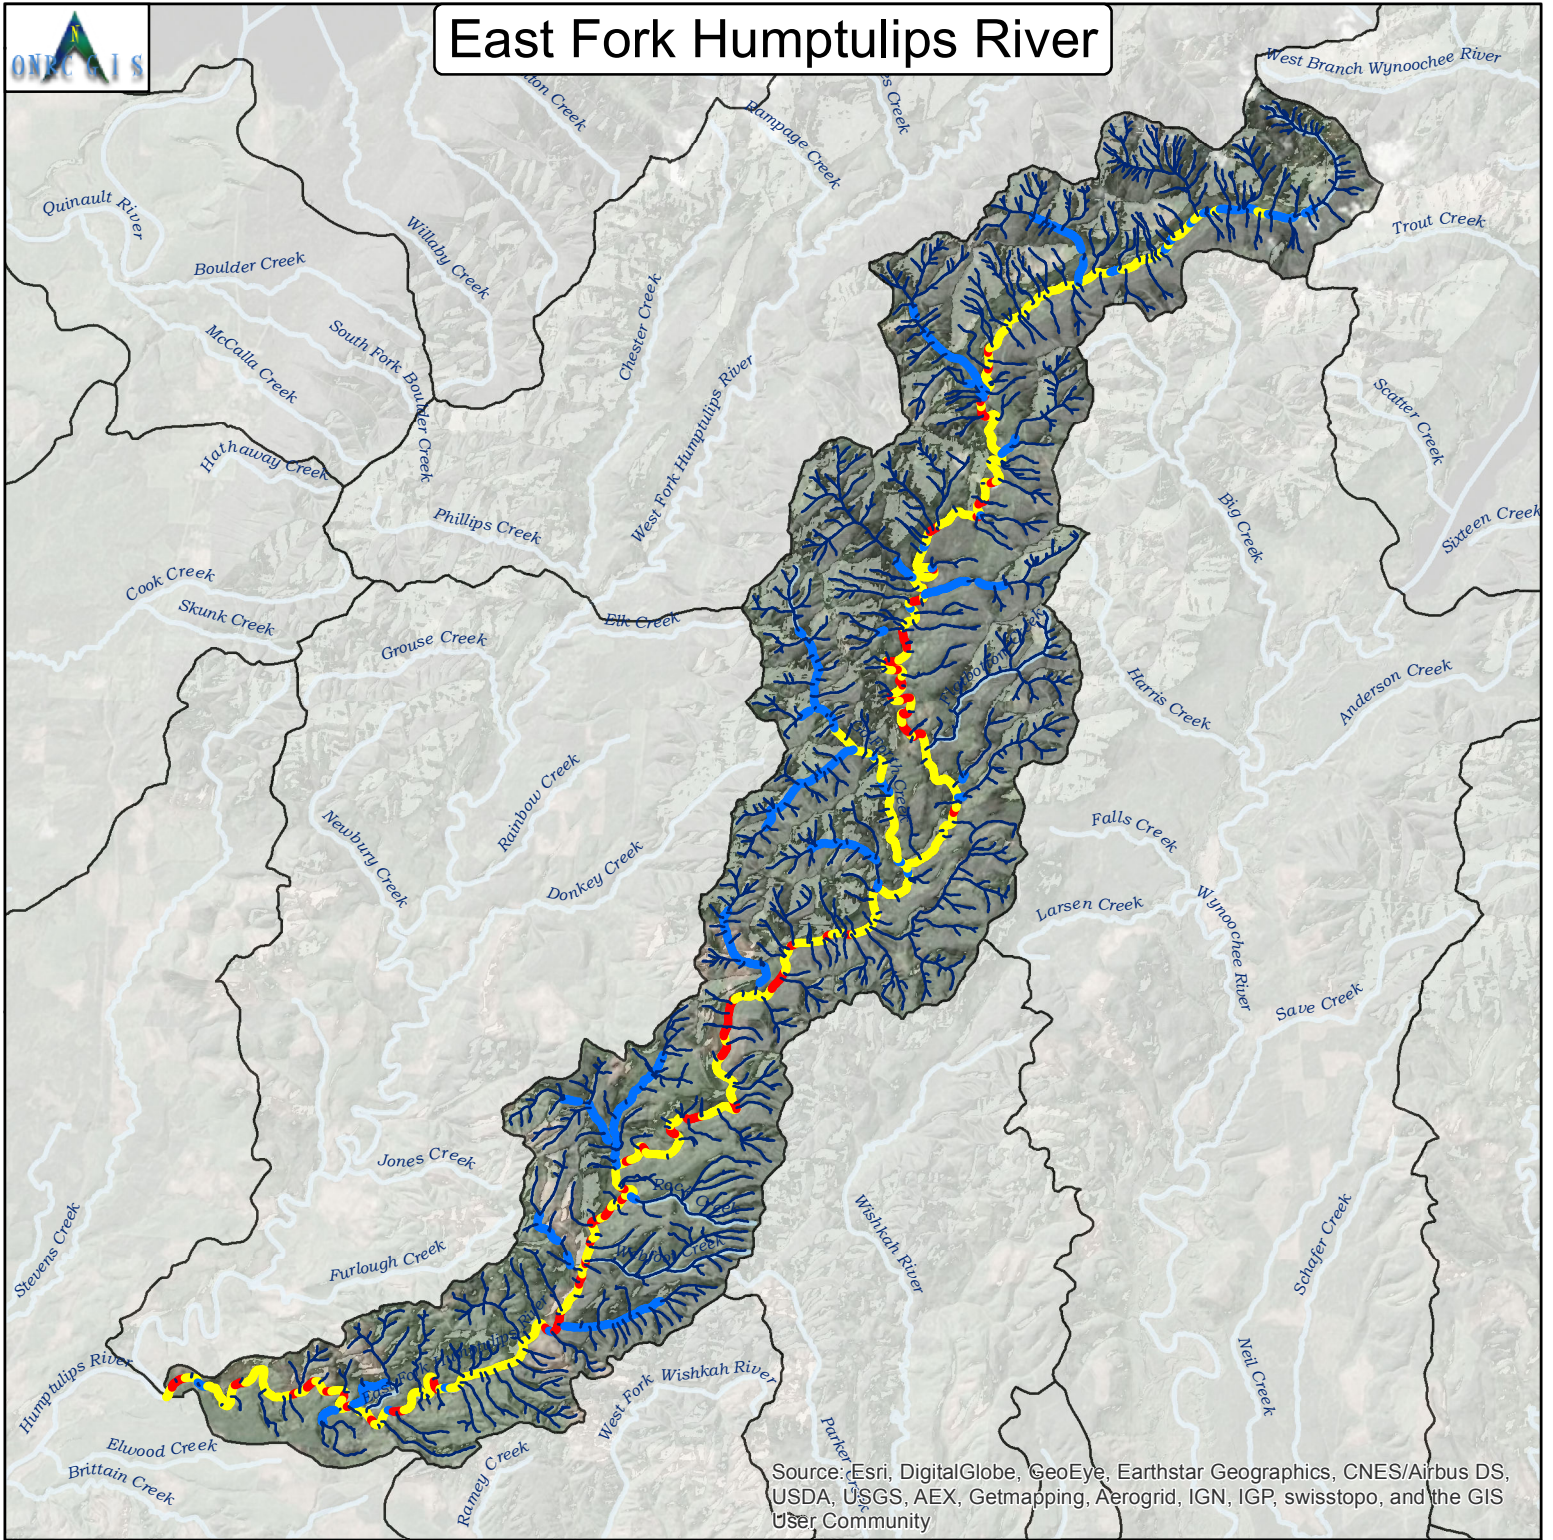 East Fork Humptulips River
N
ONRC GIS
West Branch Wynoochee River
Rampage Creek
Trout Creek
Quinault River
Willaby Creek
Boulder Creek
Chester Creek
McCalla Creek
South Fork Boulder Creek
West Fork Humptulips River
Scatter Creek
Hathaway Creek
Phillips Creek
Big Creek
Sixteen Creek
Cook Creek
Skunk Creek
Elk Creek
Grouse Creek
Harris Creek
Anderson Creek
Rainbow Creek
Newbury Creek
Donkey Creek
Falls Creek
Larsen Creek
Wynoochee River
Save Creek
Jones Creek
Wishkah River
Schafer Creek
Stevens Creek
Furlough Creek
East Fork Humptulips River
Humptulips River
West Fork Wishkah River
Neil Creek
Elwood Creek
Brittain Creek
Ramey Creek
Parker Creek
Source: Esri, DigitalGlobe, GeoEye, Earthstar Geographics, CNES/Airbus DS,
USDA, USGS, AEX, Getmapping, Aerogrid, IGN, IGP, swisstopo, and the GIS
User Community